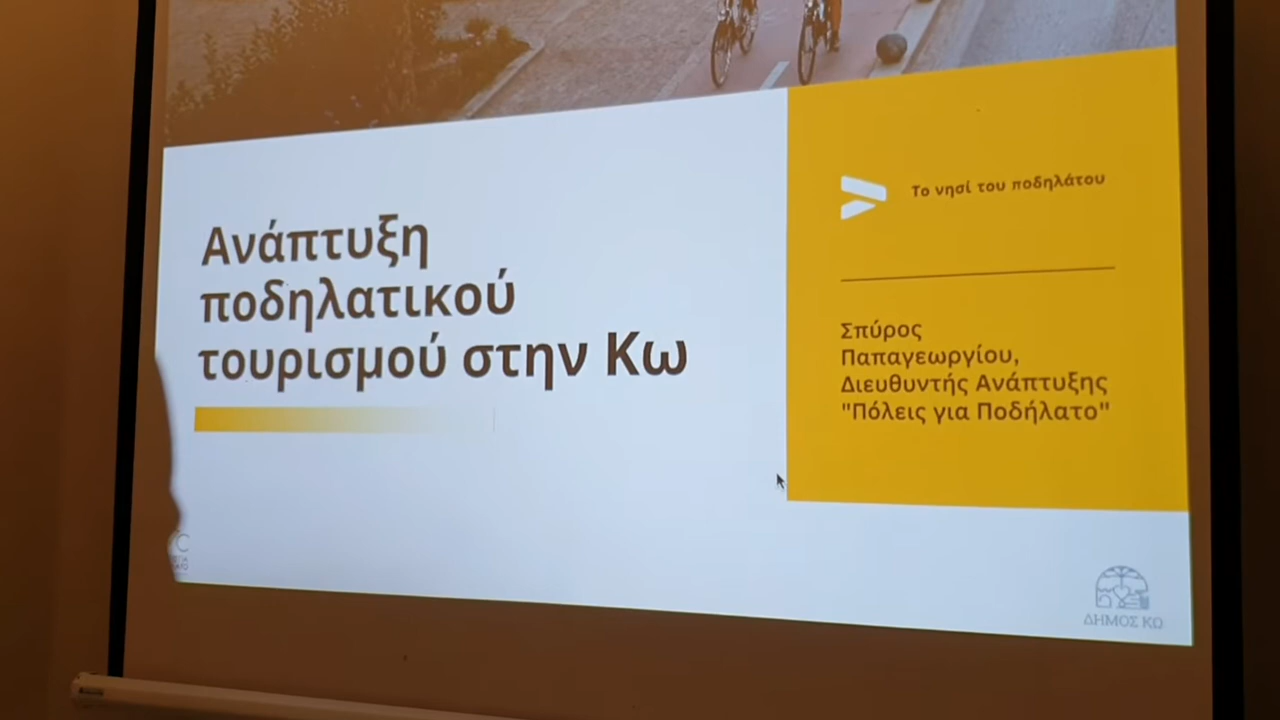 Ανάπτυξη
ποδηλατικού
τουρισμού στην Κω
Το νησί του ποδηλάτου
Σπύρος
Παπαγεωργίου,
Διευθυντής Ανάπτυξης
"Πόλεις για Ποδήλατο"
ΔΗΜΟΣ ΚΩ